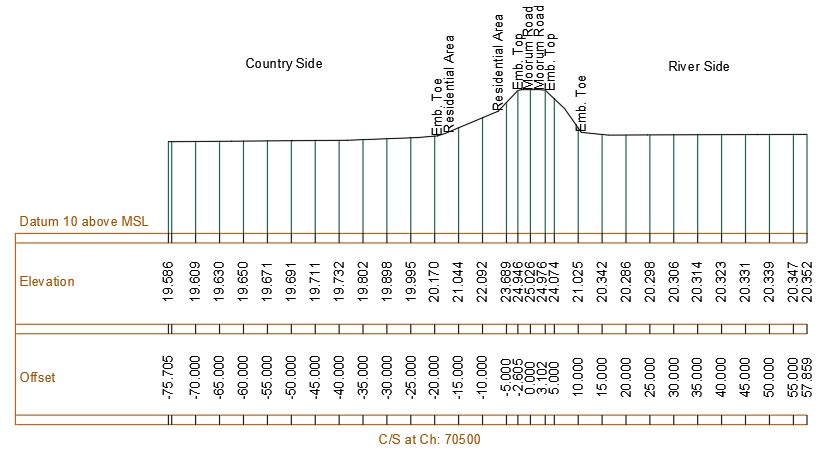 Country Side
River Side
Emb. Toe
Residential Area
Residential Area
Emb. Top
Moorum Road
Moorum Road
Emb. Top
Emb. Toe
Datum 10 above MSL
Elevation
19.586 19.609 19.630 19.650 19.671 19.691 19.711 19.732 19.802 19.898 19.995 20.170 21.044 22.092 23.689 24.946 25.026 24.976 24.074 21.025 20.342 20.286 20.298 20.306 20.314 20.323 20.331 20.339 20.347 20.352
Offset
-75.705 -70.000 -65.000 -60.000 -55.000 -50.000 -45.000 -40.000 -35.000 -30.000 -25.000 -20.000 -15.000 -10.000 -5.000 -2.605 0.000 3.102 5.000 10.000 15.000 20.000 25.000 30.000 35.000 40.000 45.000 50.000 55.000 57.859
C/S at Ch: 70500